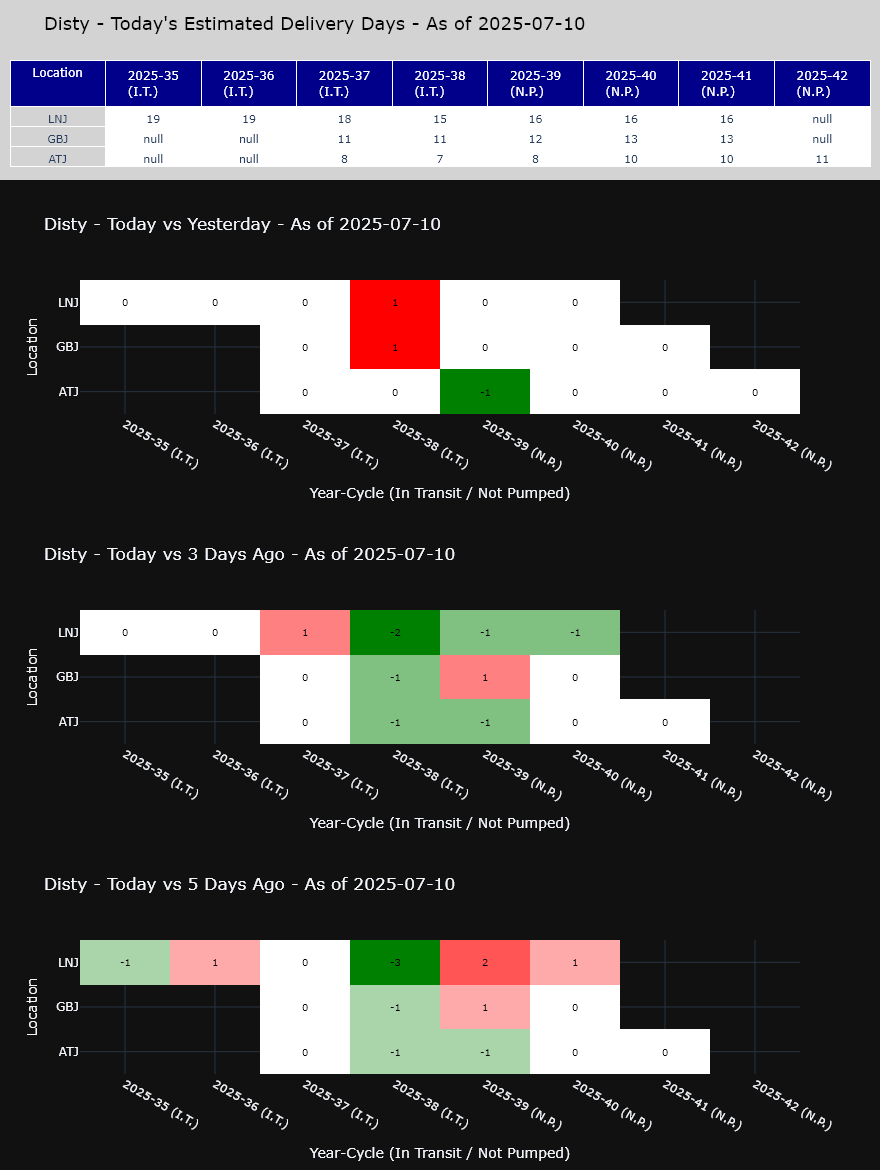 Disty - Today's Estimated Delivery Days - As of 2025-07-10
Location 2025-35 (I.T.) 2025-36 (I.T.) 2025-37 (I.T.) 2025-38 (I.T.) 2025-39 (N.P.) 2025-40 (N.P.) 2025-41 (N.P.) 2025-42 (N.P.)
LNJ 19 19 18 15 16 16 16 null
GBJ null null 11 11 12 13 13 null
ATJ null null 8 7 8 10 10 11
Disty - Today vs Yesterday - As of 2025-07-10
Location
LNJ 0 0 0 1 0 0
GBJ 0 1 0 0 0
ATJ 0 0 -1 0 0 0
2025-35 (I.T.) 2025-36 (I.T.) 2025-37 (I.T.) 2025-38 (I.T.) 2025-39 (N.P.) 2025-40 (N.P.) 2025-41 (N.P.) 2025-42 (N.P.)
Year-Cycle (In Transit / Not Pumped)
Disty - Today vs 3 Days Ago - As of 2025-07-10
Location
LNJ 0 0 1 -2 -1 -1
GBJ 0 -1 1 0
ATJ 0 -1 -1 0 0
2025-35 (I.T.) 2025-36 (I.T.) 2025-37 (I.T.) 2025-38 (I.T.) 2025-39 (N.P.) 2025-40 (N.P.) 2025-41 (N.P.) 2025-42 (N.P.)
Year-Cycle (In Transit / Not Pumped)
Disty - Today vs 5 Days Ago - As of 2025-07-10
Location
LNJ -1 1 0 -3 2 1
GBJ 0 -1 1 0
ATJ 0 -1 -1 0 0
2025-35 (I.T.) 2025-36 (I.T.) 2025-37 (I.T.) 2025-38 (I.T.) 2025-39 (N.P.) 2025-40 (N.P.) 2025-41 (N.P.) 2025-42 (N.P.)
Year-Cycle (In Transit / Not Pumped)